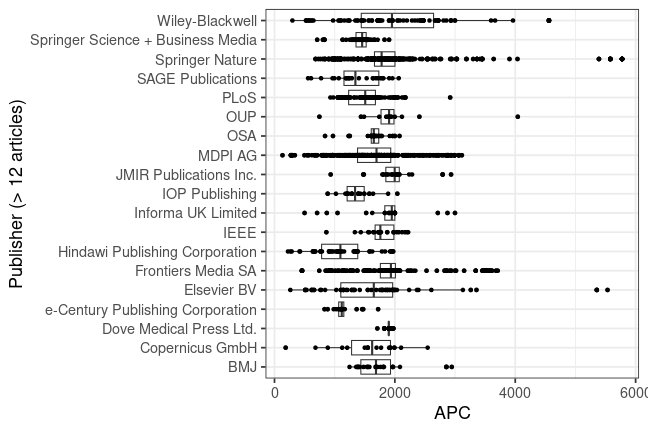 Publisher (> 12 articles)
Wiley-Blackwell
Springer Science + Business Media
Springer Nature
SAGE Publications
PLoS
OUP
OSA
MDPI AG
JMIR Publications Inc.
IOP Publishing
Informa UK Limited
IEEE
Hindawi Publishing Corporation
Frontiers Media SA
Elsevier BV
e-Century Publishing Corporation
Dove Medical Press Ltd.
Copernicus GmbH
BMJ
0 2000 4000 6000
APC